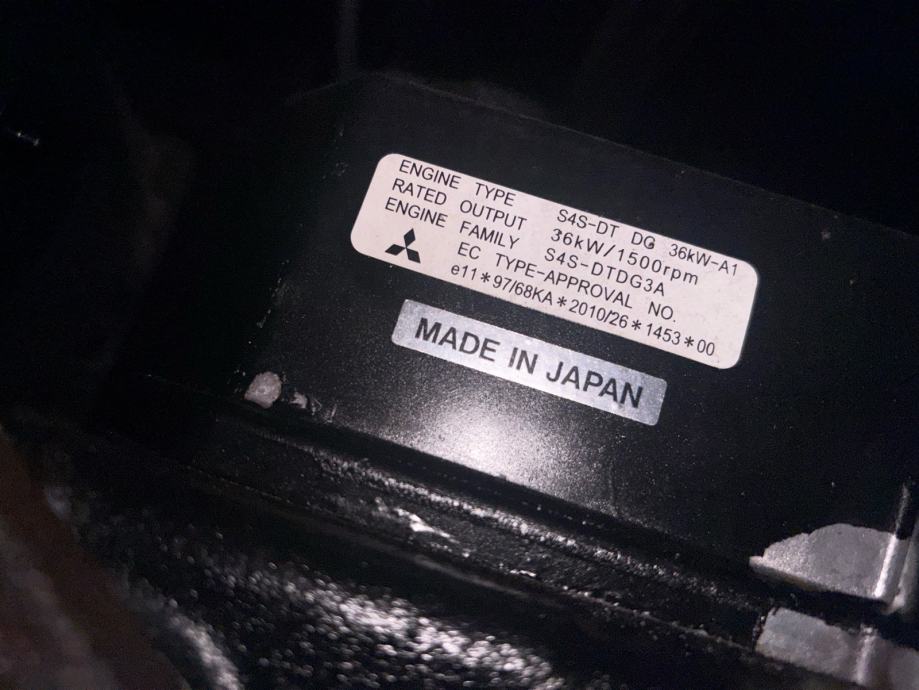 ENGINE TYPE S4S-DT DG 36kW-A1
RATED OUTPUT 36kW/1500rpm
ENGINE FAMILY S4S-DTDG3A
EC TYPE-APPROVAL NO.
e11*97/68KA*2010/26*1453*00
MADE IN JAPAN